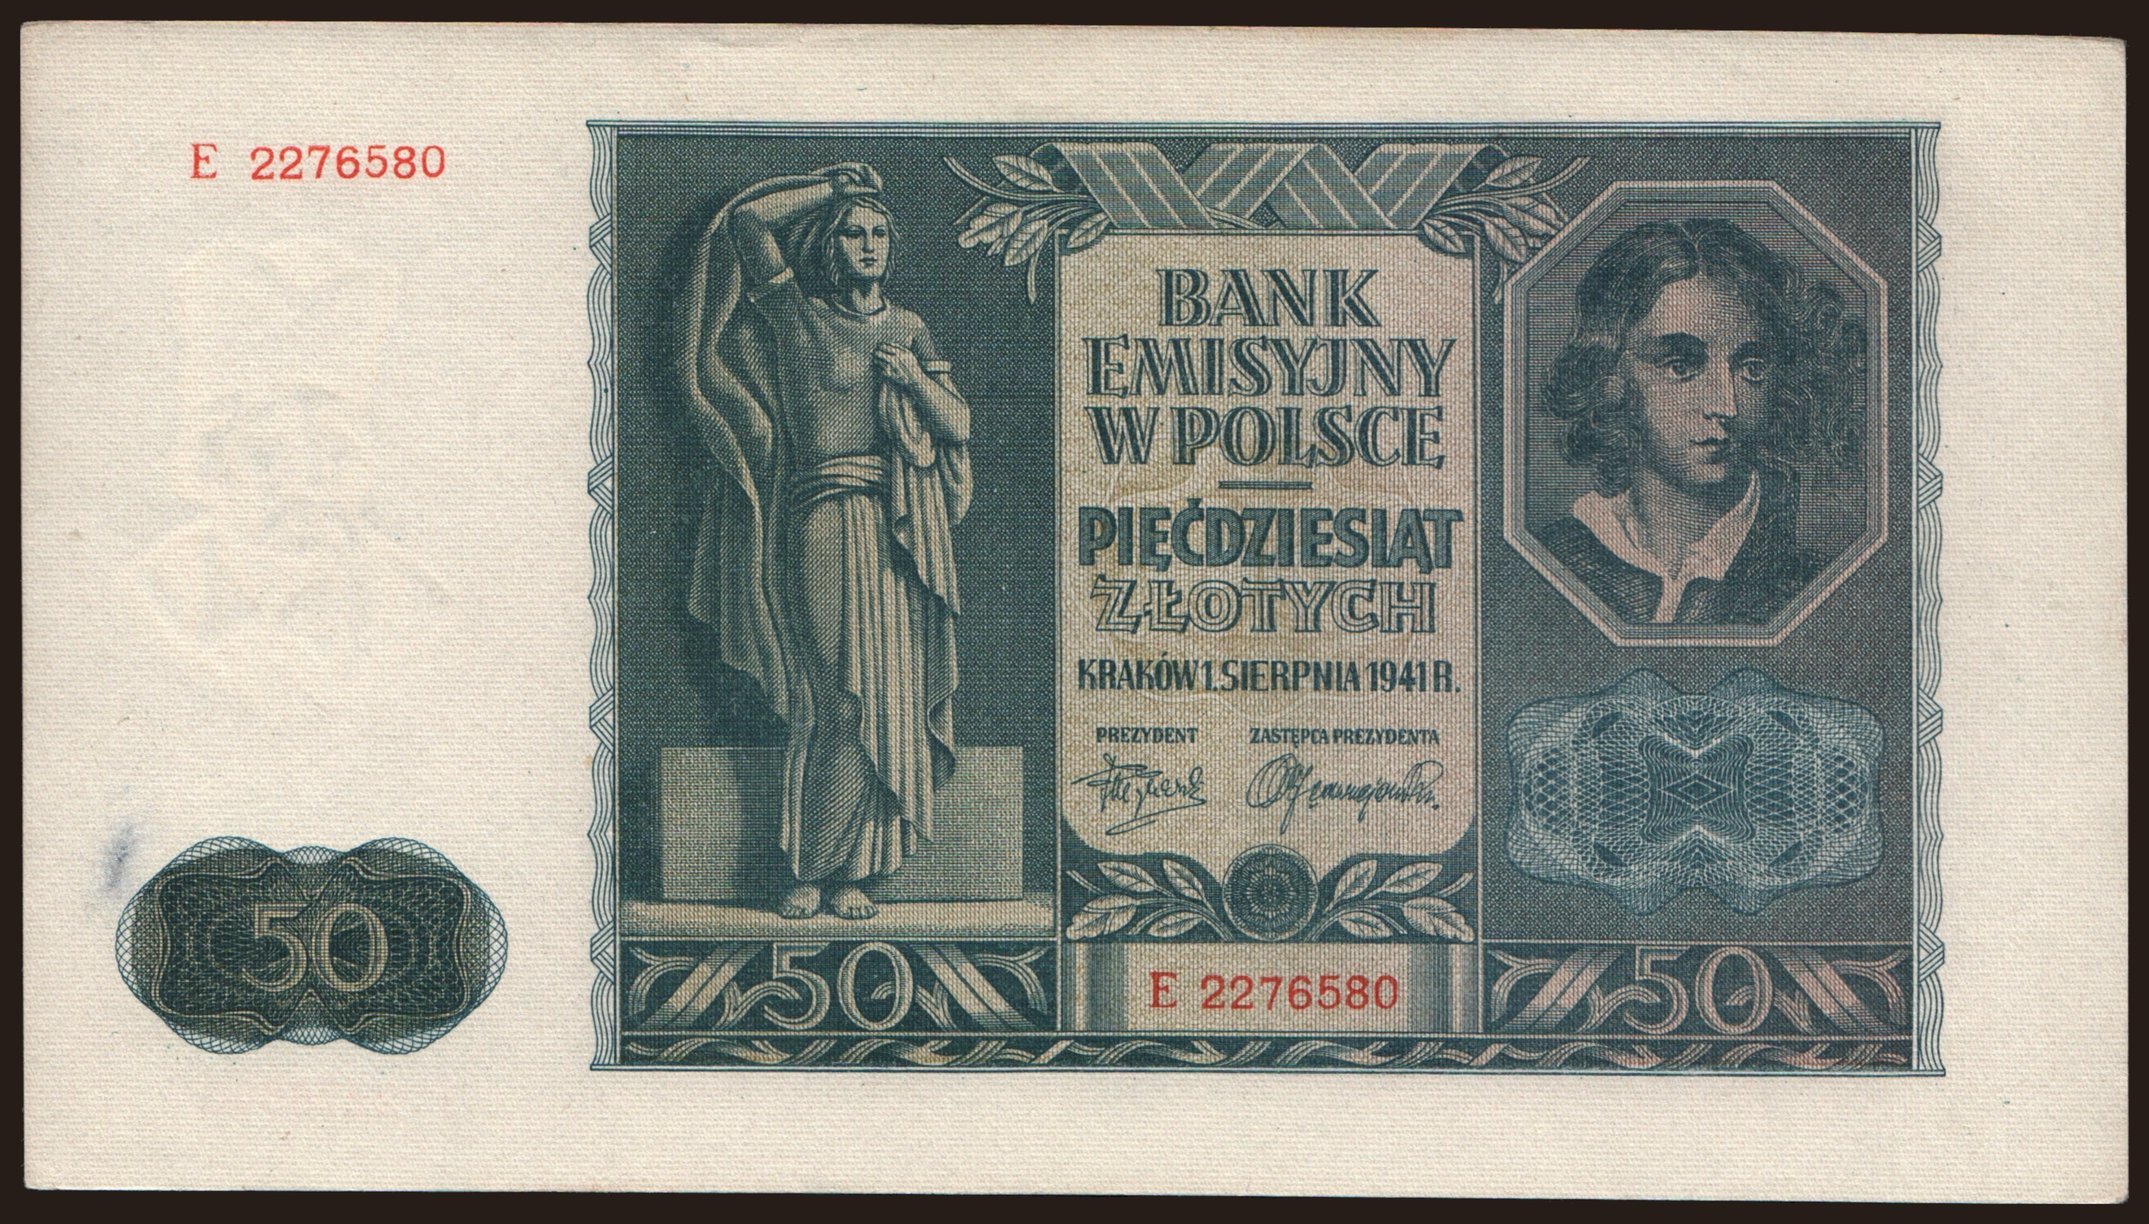 E 2276580
BANK
EMISYJNY
W POLSCE
PIĘĆDZIESIĄT
ZŁOTYCH
KRAKÓW 1. SIERPNIA 1941 R.
PREZYDENT ZASTĘPCA PREZYDENTA
50
50
E 2276580
50